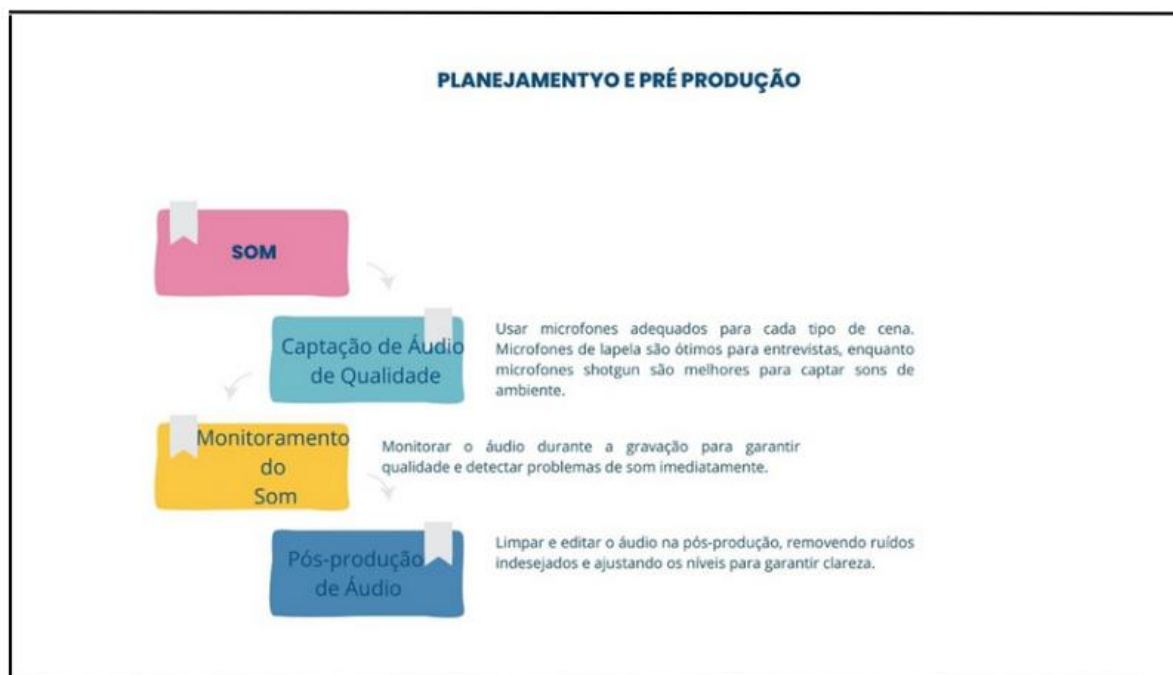 PLANEJAMENTYO E PRÉ PRODUÇÃO
SOM
Captação de Áudio
de Qualidade
Usar microfones adequados para cada tipo de cena.
Microfones de lapela são ótimos para entrevistas, enquanto
microfones shotgun são melhores para captar sons de
ambiente.
Monitoramento
do
Som
Monitorar o áudio durante a gravação para garantir
qualidade e detectar problemas de som imediatamente.
Pós-produção
de Áudio
Limpar e editar o áudio na pós-produção, removendo ruídos
indesejados e ajustando os níveis para garantir clareza.